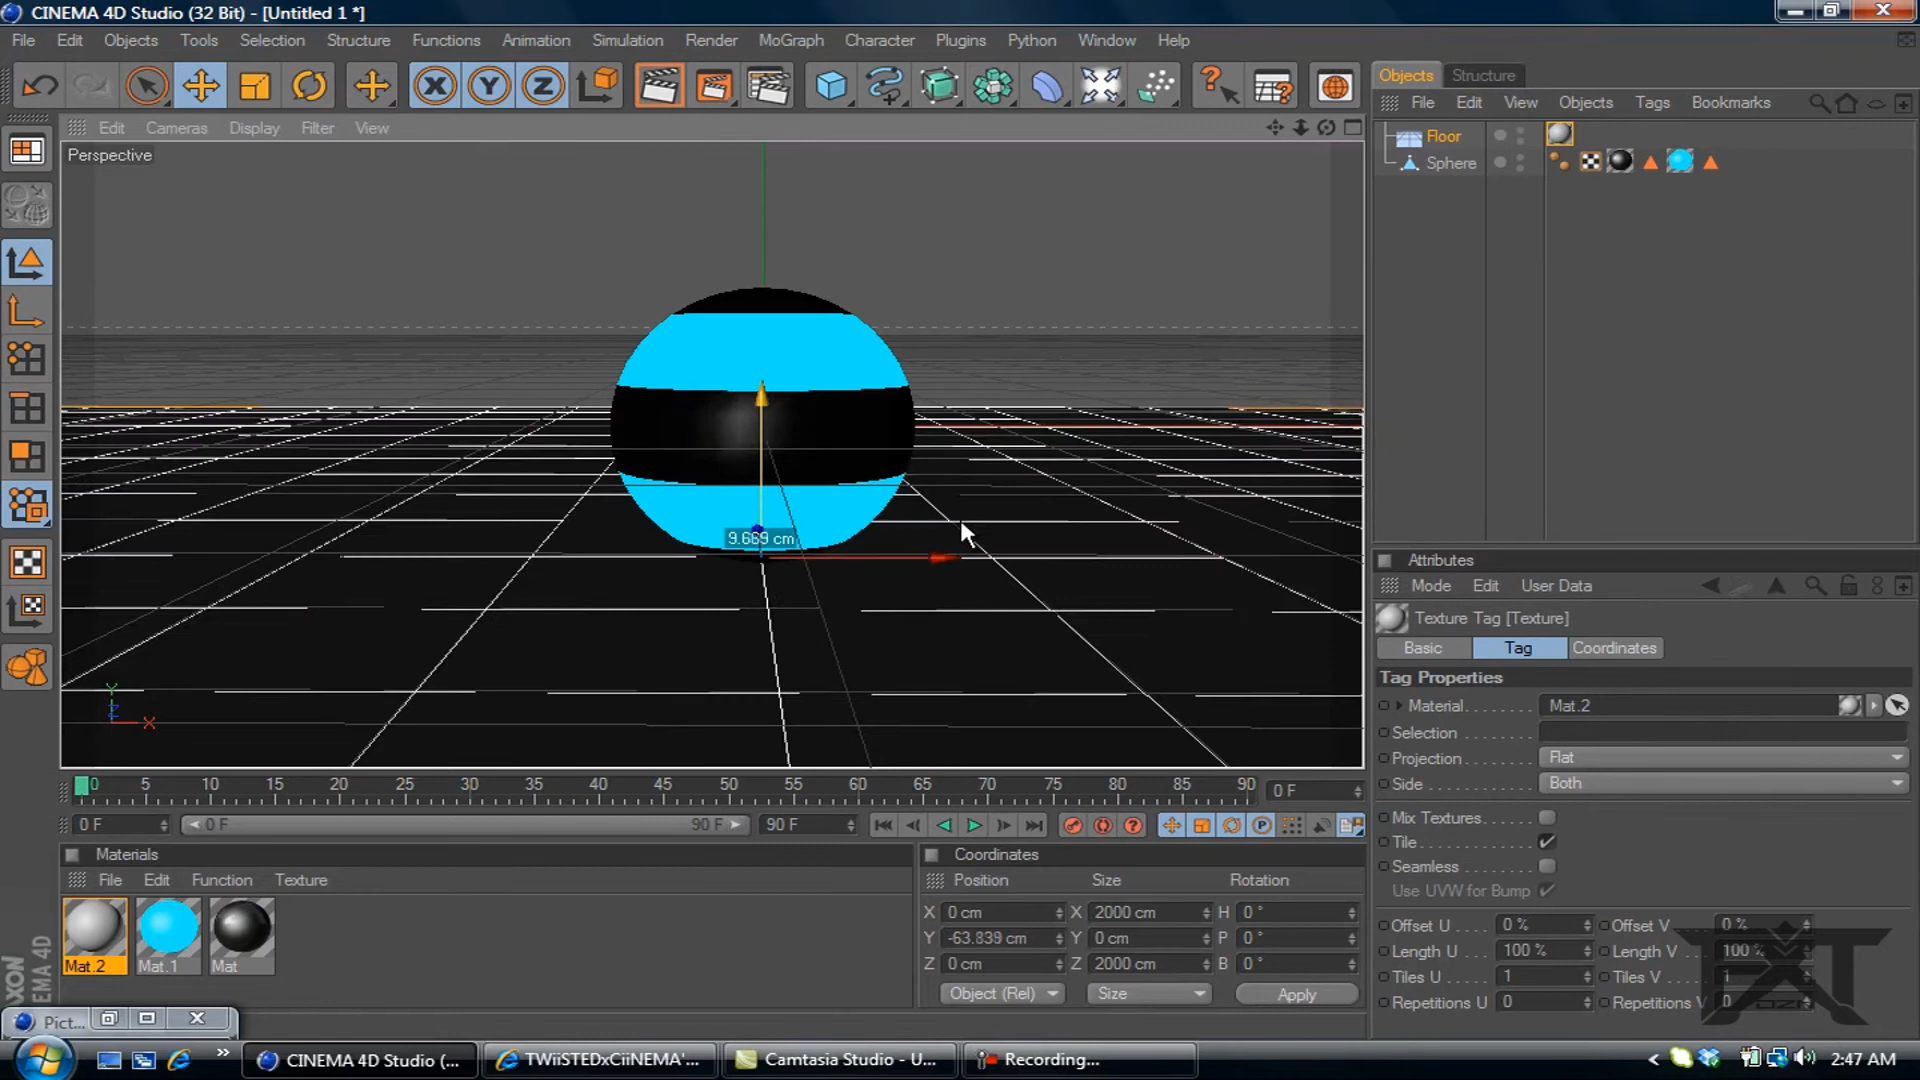 CINEMA 4D Studio (32 Bit) - [Untitled 1 *]
File Edit Objects Tools Selection Structure Functions Animation Simulation Render MoGraph Character Plugins Python Window Help
Objects Structure
File Edit View Objects Tags Bookmarks
Edit Cameras Display Filter View
Perspective
Floor
Sphere
9.669 cm
Y
Z
X
Attributes
Mode Edit User Data
Texture Tag [Texture]
Basic Tag Coordinates
Tag Properties
Material Mat.2
Selection
Projection Flat
Side Both
Mix Textures
Tile
Seamless
Use UVW for Bump
Offset U 0 % Offset V 0 %
Length U 100 % Length V 100 %
Tiles U 1 Tiles V 1
Repetitions U 0 Repetitions V 0
0 5 10 15 20 25 30 35 40 45 50 55 60 65 70 75 80 85 90 0 F
0 F 0 F 90 F 90 F
Materials
File Edit Function Texture
Mat.2 Mat.1 Mat
Coordinates
Position Size Rotation
X 0 cm X 2000 cm H 0 °
Y -63.839 cm Y 0 cm P 0 °
Z 0 cm Z 2000 cm B 0 °
Object (Rel) Size Apply
Pict...
CINEMA 4D Studio (... TWiiSTEDxCiiNEMA'... Camtasia Studio - U... Recording... 2:47 AM